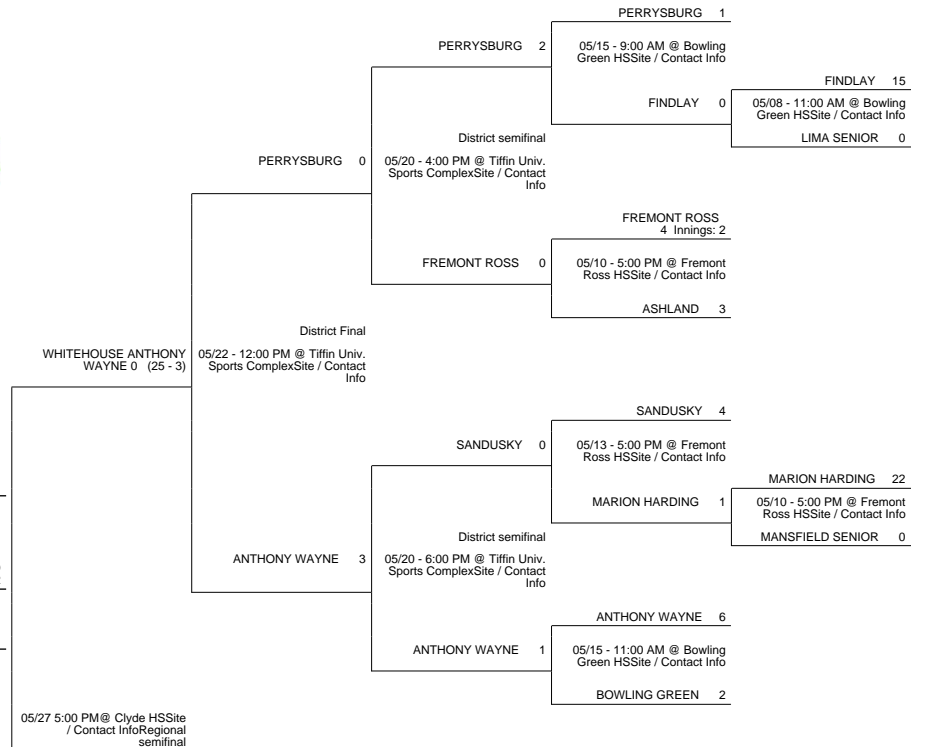 PERRYSBURG 1
PERRYSBURG 2
05/15 - 9:00 AM @ Bowling
Green HSSite / Contact Info
FINDLAY 15
FINDLAY 0
05/08 - 11:00 AM @ Bowling
Green HSSite / Contact Info
LIMA SENIOR 0
District semifinal
PERRYSBURG 0
05/20 - 4:00 PM @ Tiffin Univ.
Sports ComplexSite / Contact
Info
FREMONT ROSS
4 Innings: 2
FREMONT ROSS 0
05/10 - 5:00 PM @ Fremont
Ross HSSite / Contact Info
ASHLAND 3
District Final
WHITEHOUSE ANTHONY
WAYNE 0 (25 - 3)
05/22 - 12:00 PM @ Tiffin Univ.
Sports ComplexSite / Contact
Info
SANDUSKY 4
SANDUSKY 0
05/13 - 5:00 PM @ Fremont
Ross HSSite / Contact Info
MARION HARDING 22
MARION HARDING 1
05/10 - 5:00 PM @ Fremont
Ross HSSite / Contact Info
MANSFIELD SENIOR 0
District semifinal
ANTHONY WAYNE 3
05/20 - 6:00 PM @ Tiffin Univ.
Sports ComplexSite / Contact
Info
ANTHONY WAYNE 6
ANTHONY WAYNE 1
05/15 - 11:00 AM @ Bowling
Green HSSite / Contact Info
BOWLING GREEN 2
05/27 5:00 PM@ Clyde HSSite
/ Contact InfoRegional
semifinal